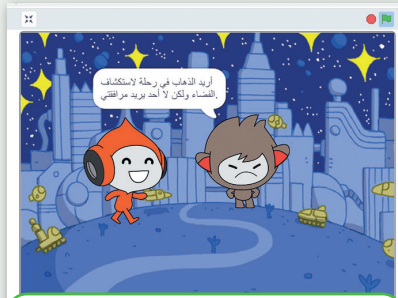 أريد الذهاب في رحلة لاستكشاف
الفضاء ولكن لا أحد يريد مرافقتي.